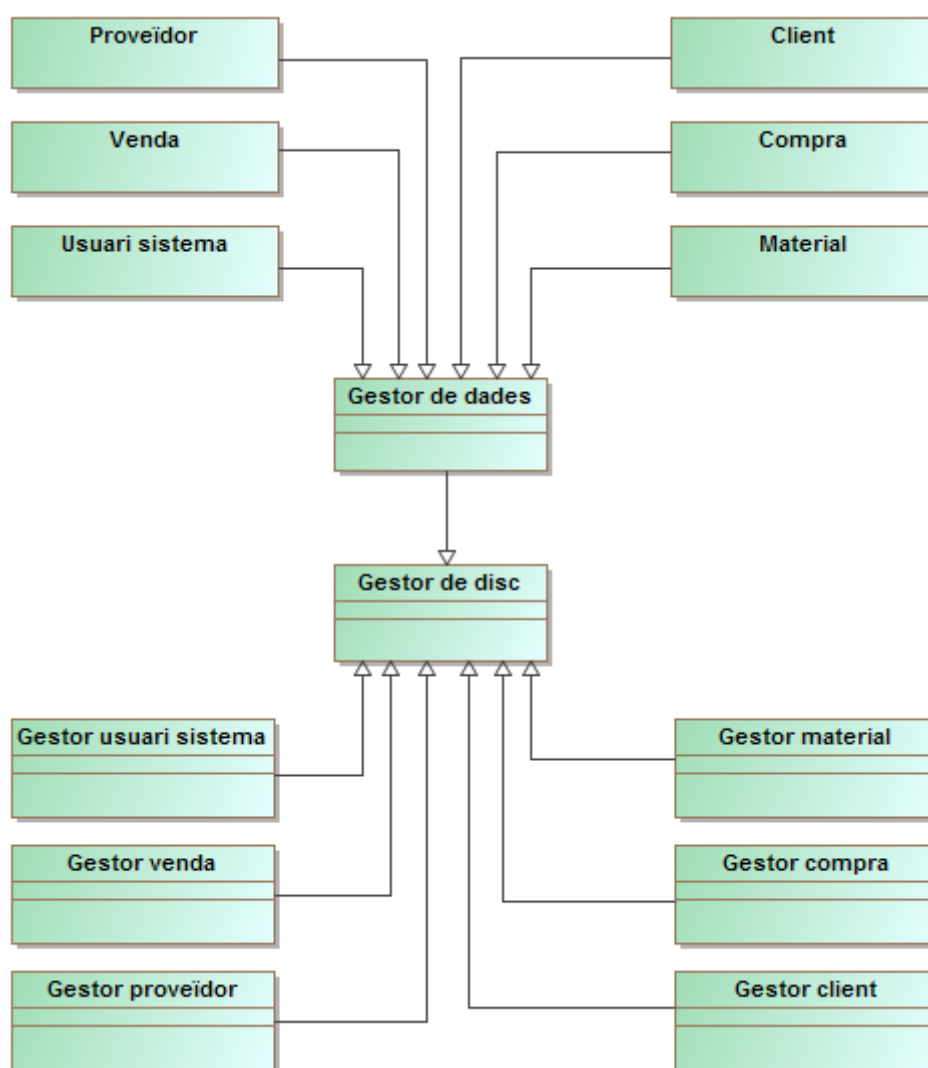 Proveïdor
Client
Venda
Compra
Usuari sistema
Material
Gestor de dades
Gestor de disc
Gestor usuari sistema
Gestor material
Gestor venda
Gestor compra
Gestor proveïdor
Gestor client